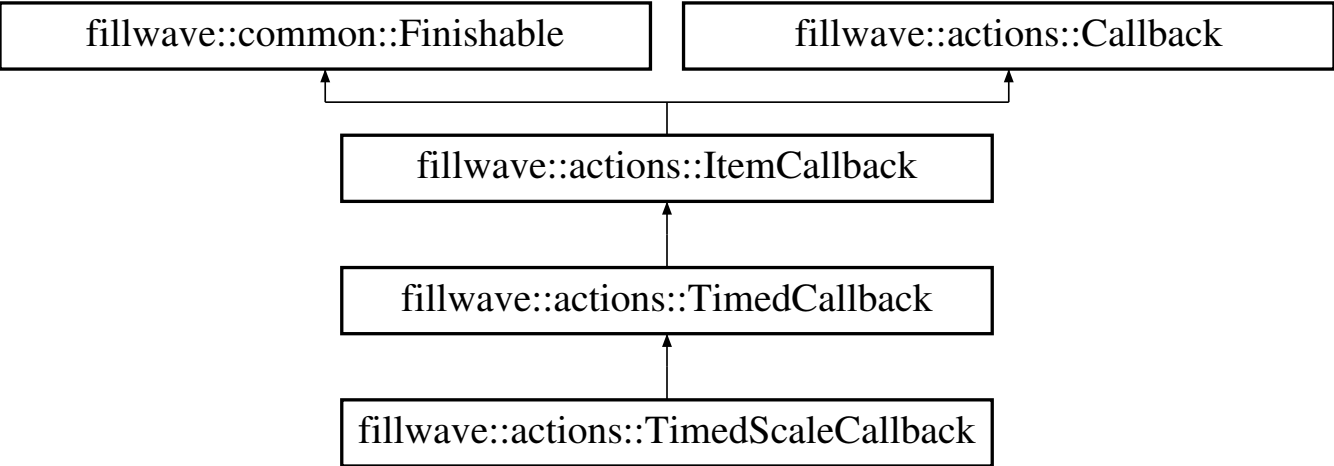 fillwave::common::Finishable
fillwave::actions::Callback
fillwave::actions::ItemCallback
fillwave::actions::TimedCallback
fillwave::actions::TimedScaleCallback